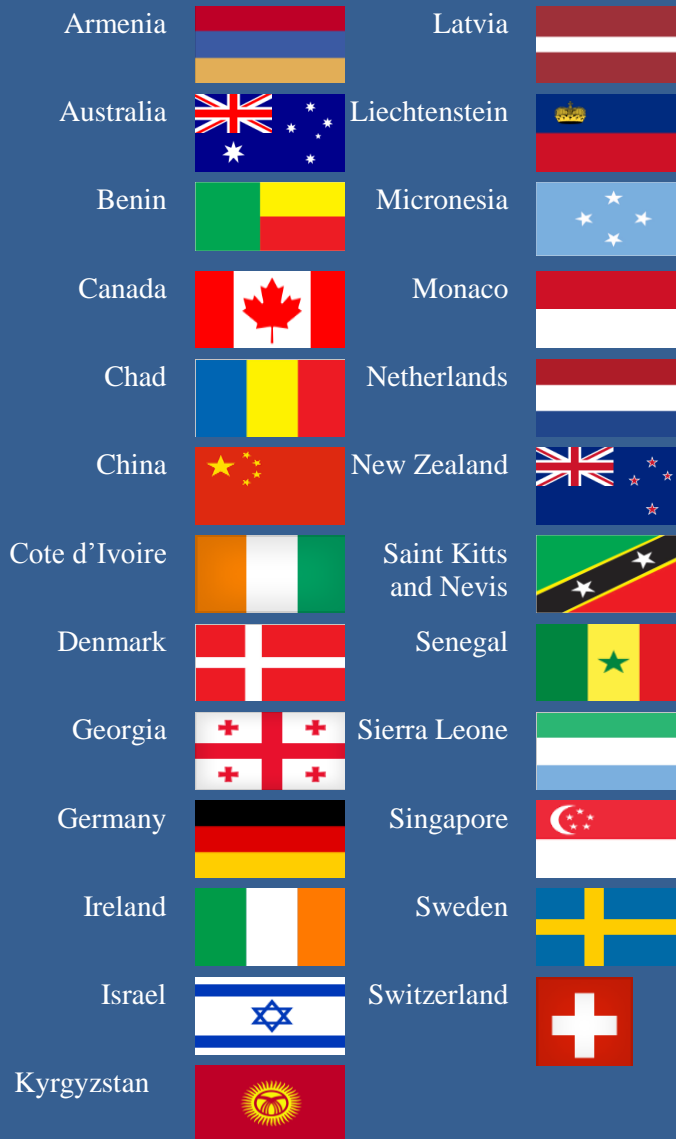 Armenia
Australia
Benin
Canada
Chad
China
Cote d’Ivoire
Denmark
Georgia
Germany
Ireland
Israel
Kyrgyzstan
Latvia
Liechtenstein
Micronesia
Monaco
Netherlands
New Zealand
Saint Kitts
and Nevis
Senegal
Sierra Leone
Singapore
Sweden
Switzerland